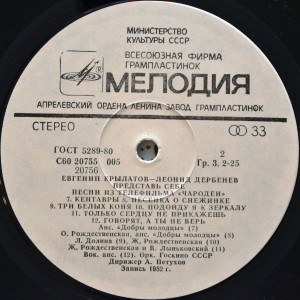 МИНИСТЕРСТВО
КУЛЬТУРЫ СССР
ВСЕСОЮЗНАЯ ФИРМА
ГРАМПЛАСТИНОК
МЕЛОДИЯ
АПРЕЛЕВСКИЙ ОРДЕНА ЛЕНИНА ЗАВОД ГРАМПЛАСТИНОК
СТЕРЕО
33
ГОСТ 5289-80
2
С60 20755 005
Гр. 3. 2-25
20756
ЕВГЕНИЙ КРЫЛАТОВ—ЛЕОНИД ДЕРБЕНЕВ
ПРЕДСТАВЬ СЕБЕ
ПЕСНИ ИЗ ТЕЛЕФИЛЬМА «ЧАРОДЕИ»
7. КЕНТАВРЫ 8. ПЕСЕНКА О СНЕЖИНКЕ
9. ТРИ БЕЛЫХ КОНЯ 10. ПОДОЙДУ Я К ЗЕРКАЛУ
11. ТОЛЬКО СЕРДЦУ НЕ ПРИКАЖЕШЬ
12. ГОВОРЯТ, А ТЫ НЕ ВЕРЬ
Анс. «Добры молодцы» (7)
О. Рождественская, анс. «Добры молодцы» (8)
Л. Долина (9), Ж. Рождественская (10)
Ж. Рождественская и В. Лыньковский (11)
Вок. анс. (12). Орк. Госкино СССР
Дирижер А. Петухов
Запись 1982 г.